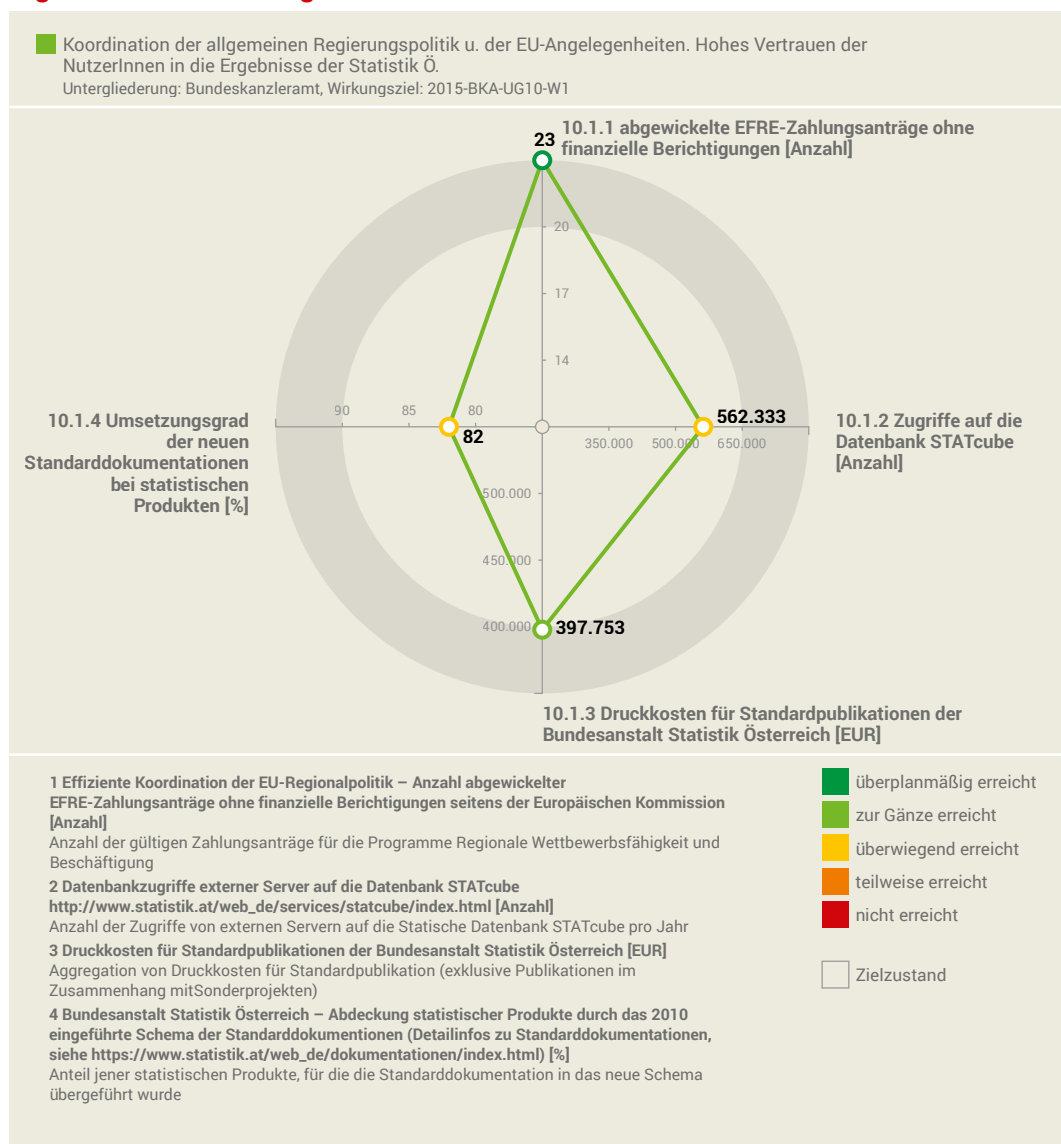 Koordination der allgemeinen Regierungspolitik u. der EU-Angelegenheiten. Hohes Vertrauen der
NutzerInnen in die Ergebnisse der Statistik Ö.
Untergliederung: Bundeskanzleramt, Wirkungsziel: 2015-BKA-UG10-W1
10.1.1 abgewickelte EFRE-Zahlungsanträge ohne
finanzielle Berichtigungen [Anzahl]
23
20
17
14
10.1.4 Umsetzungsgrad
der neuen
Standarddokumentationen
bei statistischen
Produkten [%]
90
85
80
82
562.333
350.000
500.000
650.000
10.1.2 Zugriffe auf die
Datenbank STATcube
[Anzahl]
500.000
450.000
400.000
397.753
10.1.3 Druckkosten für Standardpublikationen der
Bundesanstalt Statistik Österreich [EUR]
1 Effiziente Koordination der EU-Regionalpolitik – Anzahl abgewickelter
EFRE-Zahlungsanträge ohne finanzielle Berichtigungen seitens der Europäischen Kommission
[Anzahl]
Anzahl der gültigen Zahlungsanträge für die Programme Regionale Wettbewerbsfähigkeit und
Beschäftigung
2 Datenbankzugriffe externer Server auf die Datenbank STATcube
http://www.statistik.at/web_de/services/statcube/index.html [Anzahl]
Anzahl der Zugriffe von externen Servern auf die Statische Datenbank STATcube pro Jahr
3 Druckkosten für Standardpublikationen der Bundesanstalt Statistik Österreich [EUR]
Aggregation von Druckkosten für Standardpublikation (exklusive Publikationen im
Zusammenhang mitSonderprojekten)
4 Bundesanstalt Statistik Österreich – Abdeckung statistischer Produkte durch das 2010
eingeführte Schema der Standarddokumentionen (Detailinfos zu Standarddokumentationen,
siehe https://www.statistik.at/web_de/dokumentationen/index.html) [%]
Anteil jener statistischen Produkte, für die die Standarddokumentation in das neue Schema
übergeführt wurde
überplanmäßig erreicht
zur Gänze erreicht
überwiegend erreicht
teilweise erreicht
nicht erreicht
Zielzustand